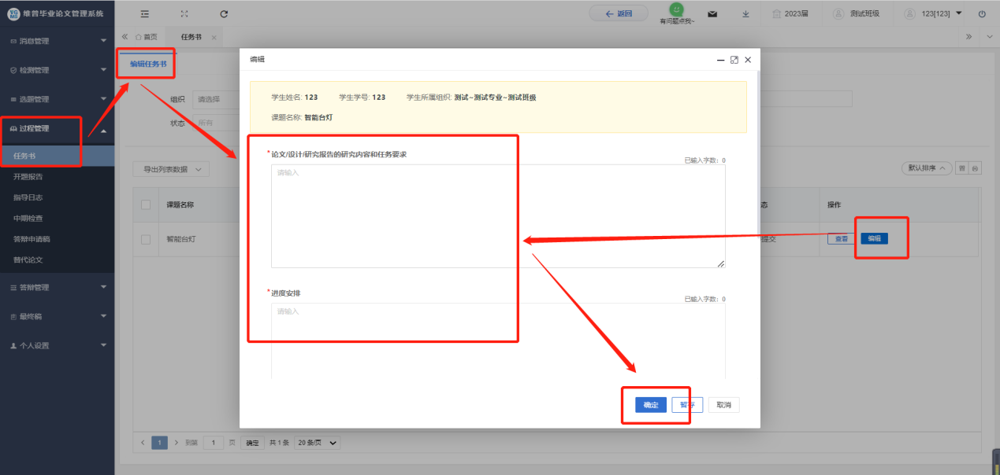 维普毕业论文管理系统
返回
有问题点我~
2023届
测试班级
123[123]
消息管理
检测管理
选题管理
过程管理
任务书
开题报告
指导日志
中期检查
答辩申请稿
替代论文
答辩管理
最终稿
个人设置
首页
任务书
编辑任务书
组织
请选择
状态
所有
导出列表数据
默认排序
课题名称
态
操作
智能台灯
提交
查看
编辑
编辑
学生姓名: 123 学生学号: 123 学生所属组织: 测试~测试专业~测试班级
课题名称: 智能台灯
*论文/设计/研究报告的研究内容和任务要求
已输入字数: 0
请输入
*进度安排
已输入字数: 0
请输入
确定
暂存
取消
1
到第 1 页 确定 共 1 条 20 条/页